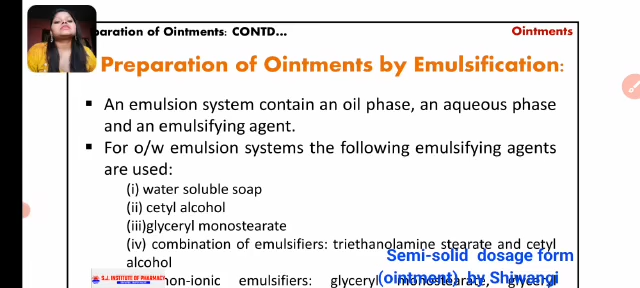 paration of Ointments: CONTD...
Ointments
Preparation of Ointments by Emulsification:
▪ An emulsion system contain an oil phase, an aqueous phase
and an emulsifying agent.
▪ For o/w emulsion systems the following emulsifying agents
are used:
(i) water soluble soap
(ii) cetyl alcohol
(iii)glyceryl monostearate
(iv) combination of emulsifiers: triethanolamine stearate and cetyl
alcohol
Semi-solid dosage form
non-ionic emulsifiers: glyceryl monostearate, glyceryl
(ointment) by Shiwangi
S.J. INSTITUTE OF PHARMACY